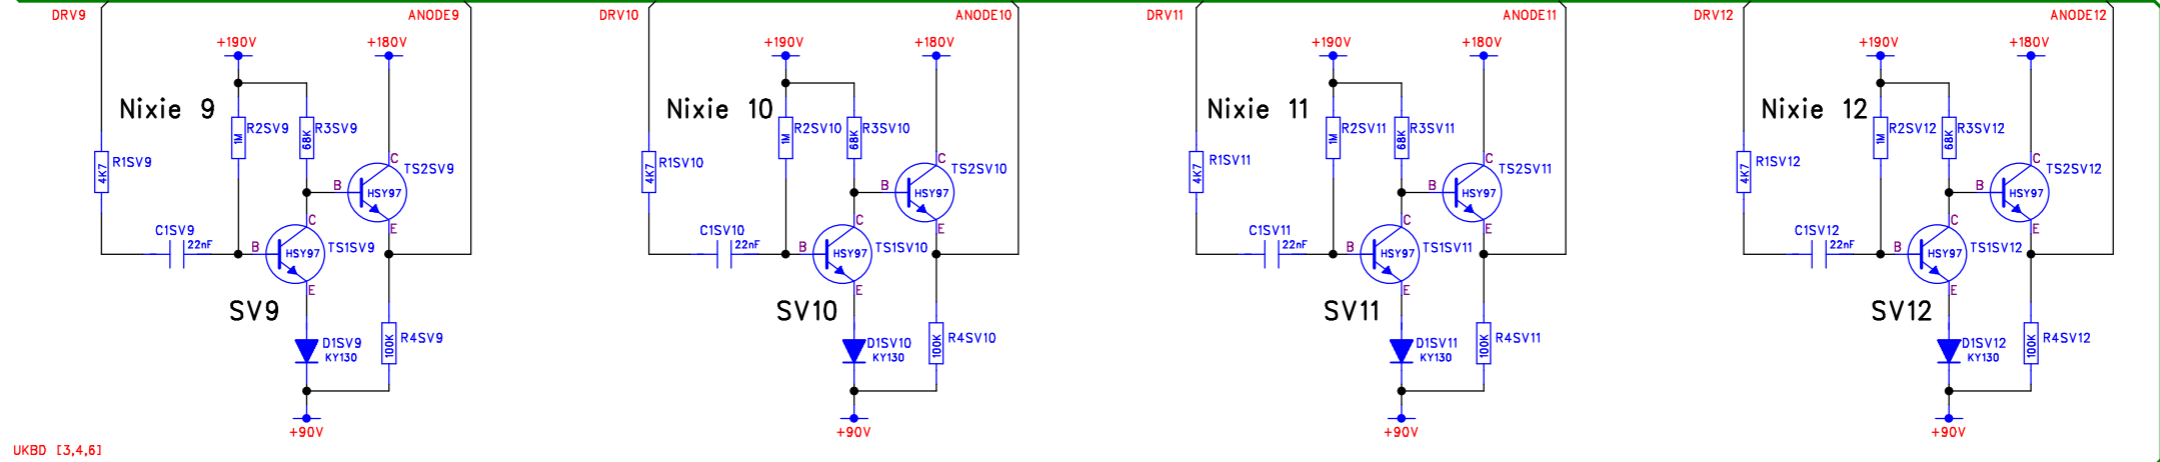 DRV9 ANODE9 DRV10 ANODE10 DRV11 ANODE11 DRV12 ANODE12
+190V +180V +190V +180V +190V +180V +190V +180V
Nixie 9 Nixie 10 Nixie 11 Nixie 12
1M R2SV9 68K R3SV9 1M R2SV10 68K R3SV10 1M R2SV11 68K R3SV11 1M R2SV12 68K R3SV12
4K7 R1SV9 C TS2SV9 4K7 R1SV10 C TS2SV10 4K7 R1SV11 C TS2SV11 4K7 R1SV12 C TS2SV12
B HSY97 B HSY97 B HSY97 B HSY97
C E C E C E C E
C1SV9 22nF B HSY97 TS1SV9 C1SV10 22nF B HSY97 TS1SV10 C1SV11 22nF B HSY97 TS1SV11 C1SV12 22nF B HSY97 TS1SV12
E E E E
SV9 SV10 SV11 SV12
D1SV9 100K R4SV9 D1SV10 100K R4SV10 D1SV11 100K R4SV11 D1SV12 100K R4SV12
KY130 KY130 KY130 KY130
+90V +90V +90V +90V
UKBD [3,4,6]